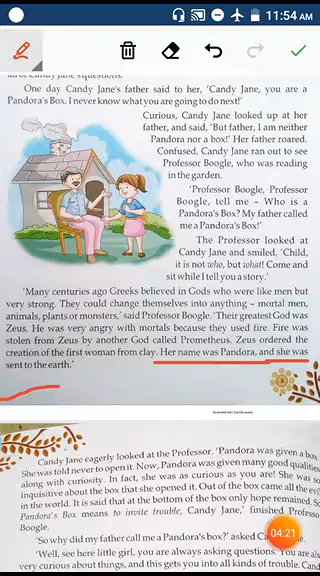 11:54 AM
One day Candy Jane's father said to her, 'Candy Jane, you are a
Pandora's Box. I never know what you are going to do next!'
Curious, Candy Jane looked up at her
father, and said, 'But father, I am neither
Pandora nor a box!' Her father roared.
Confused, Candy Jane ran out to see
Professor Boogle, who was reading
in the garden.
'Professor Boogle, Professor
Boogle, tell me – Who is a
Pandora's Box? My father called
me a Pandora's Box!'
The Professor looked at
Candy Jane and smiled, 'Child,
it is not who, but what! Come and
sit while I tell you a story.'
'Many centuries ago Greeks believed in Gods who were like men but
very strong. They could change themselves into anything – mortal men,
animals, plants or monsters,' said Professor Boogle. 'Their greatest God was
Zeus. He was very angry with mortals because they used fire. Fire was
stolen from Zeus by another God called Prometheus. Zeus ordered the
creation of the first woman from clay. Her name was Pandora, and she was
sent to the earth.'
Candy Jane eagerly looked at the Professor. 'Pandora was given a box.
She was told never to open it. Now, Pandora was given many good qualities
along with curiosity. In fact, she was as curious as you are! She was so
inquisitive about the box that she opened it. Out of the box came all the
in the world. It is said that at the bottom of the box only hope remained. So
Pandora's Box means to invite trouble, Candy Jane,' finished Professor
Boogle.
'So why did my father call me a Pandora's box?' asked
04:21
'Well, see here little girl, you are always asking questions. You are
very curious about things, and this gets you into all kinds of trouble.